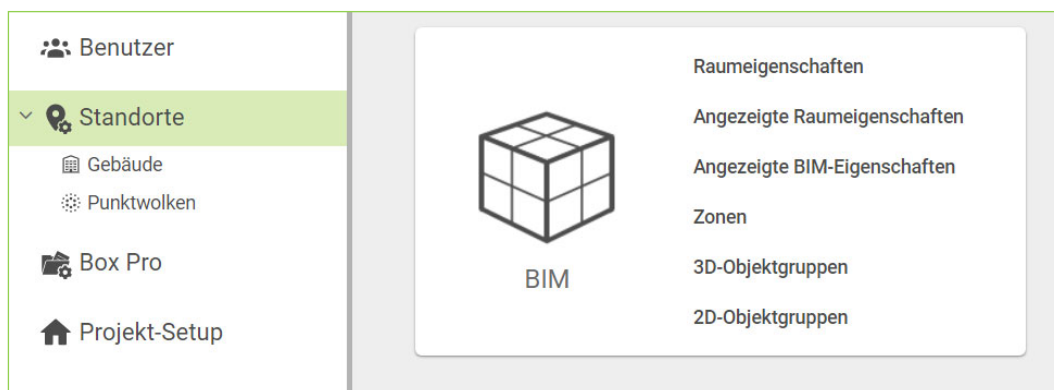 Benutzer
Standorte
Gebäude
Punktwolken
Box Pro
Projekt-Setup
BIM
Raumeigenschaften
Angezeigte Raumeigenschaften
Angezeigte BIM-Eigenschaften
Zonen
3D-Objektgruppen
2D-Objektgruppen